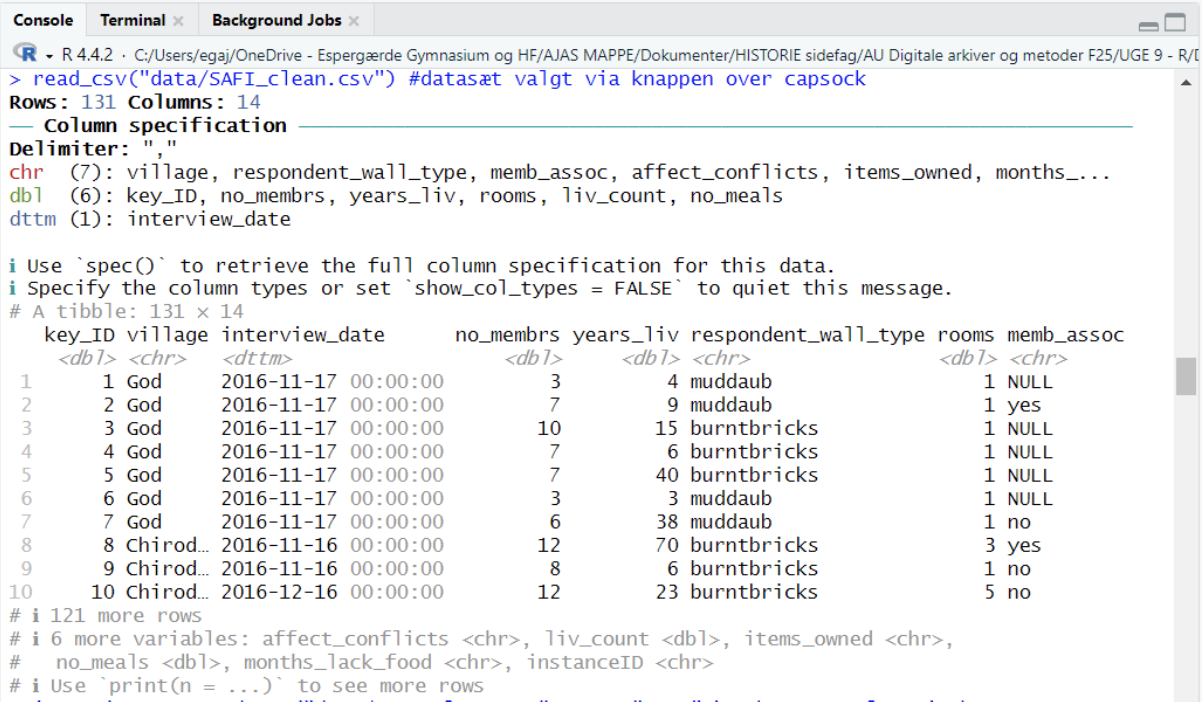 Console Terminal × Background Jobs ×
R 4.4.2 · C:/Users/egaj/OneDrive - Espergærde Gymnasium og HF/AJAS MAPPE/Dokumenter/HISTORIE sidefag/AU Digitale arkiver og metoder F25/UGE 9 - R/
> read_csv("data/SAFI_clean.csv") #datasæt valgt via knappen over capsock
Rows: 131 Columns: 14
── Column specification ──────────
Delimiter: ","
chr (7): village, respondent_wall_type, memb_assoc, affect_conflicts, items_owned, months_...
dbl (6): key_ID, no_membrs, years_liv, rooms, liv_count, no_meals
dttm (1): interview_date
ℹ Use `spec()` to retrieve the full column specification for this data.
ℹ Specify the column types or set `show_col_types = FALSE` to quiet this message.
# A tibble: 131 × 14
key_ID village interview_date no_membrs years_liv respondent_wall_type rooms memb_assoc
<dbl> <chr> <dttm> <dbl> <dbl> <chr> <dbl> <chr>
1 1 God 2016-11-17 00:00:00 3 4 muddaub 1 NULL
2 2 God 2016-11-17 00:00:00 7 9 muddaub 1 yes
3 3 God 2016-11-17 00:00:00 10 15 burntbricks 1 NULL
4 4 God 2016-11-17 00:00:00 7 6 burntbricks 1 NULL
5 5 God 2016-11-17 00:00:00 7 40 burntbricks 1 NULL
6 6 God 2016-11-17 00:00:00 3 3 muddaub 1 NULL
7 7 God 2016-11-17 00:00:00 6 38 muddaub 1 no
8 8 Chirod… 2016-11-16 00:00:00 12 70 burntbricks 3 yes
9 9 Chirod… 2016-11-16 00:00:00 8 6 burntbricks 1 no
10 10 Chirod… 2016-12-16 00:00:00 12 23 burntbricks 5 no
# ℹ 121 more rows
# ℹ 6 more variables: affect_conflicts <chr>, liv_count <dbl>, items_owned <chr>,
# no_meals <dbl>, months_lack_food <chr>, instanceID <chr>
# ℹ Use `print(n = ...)` to see more rows